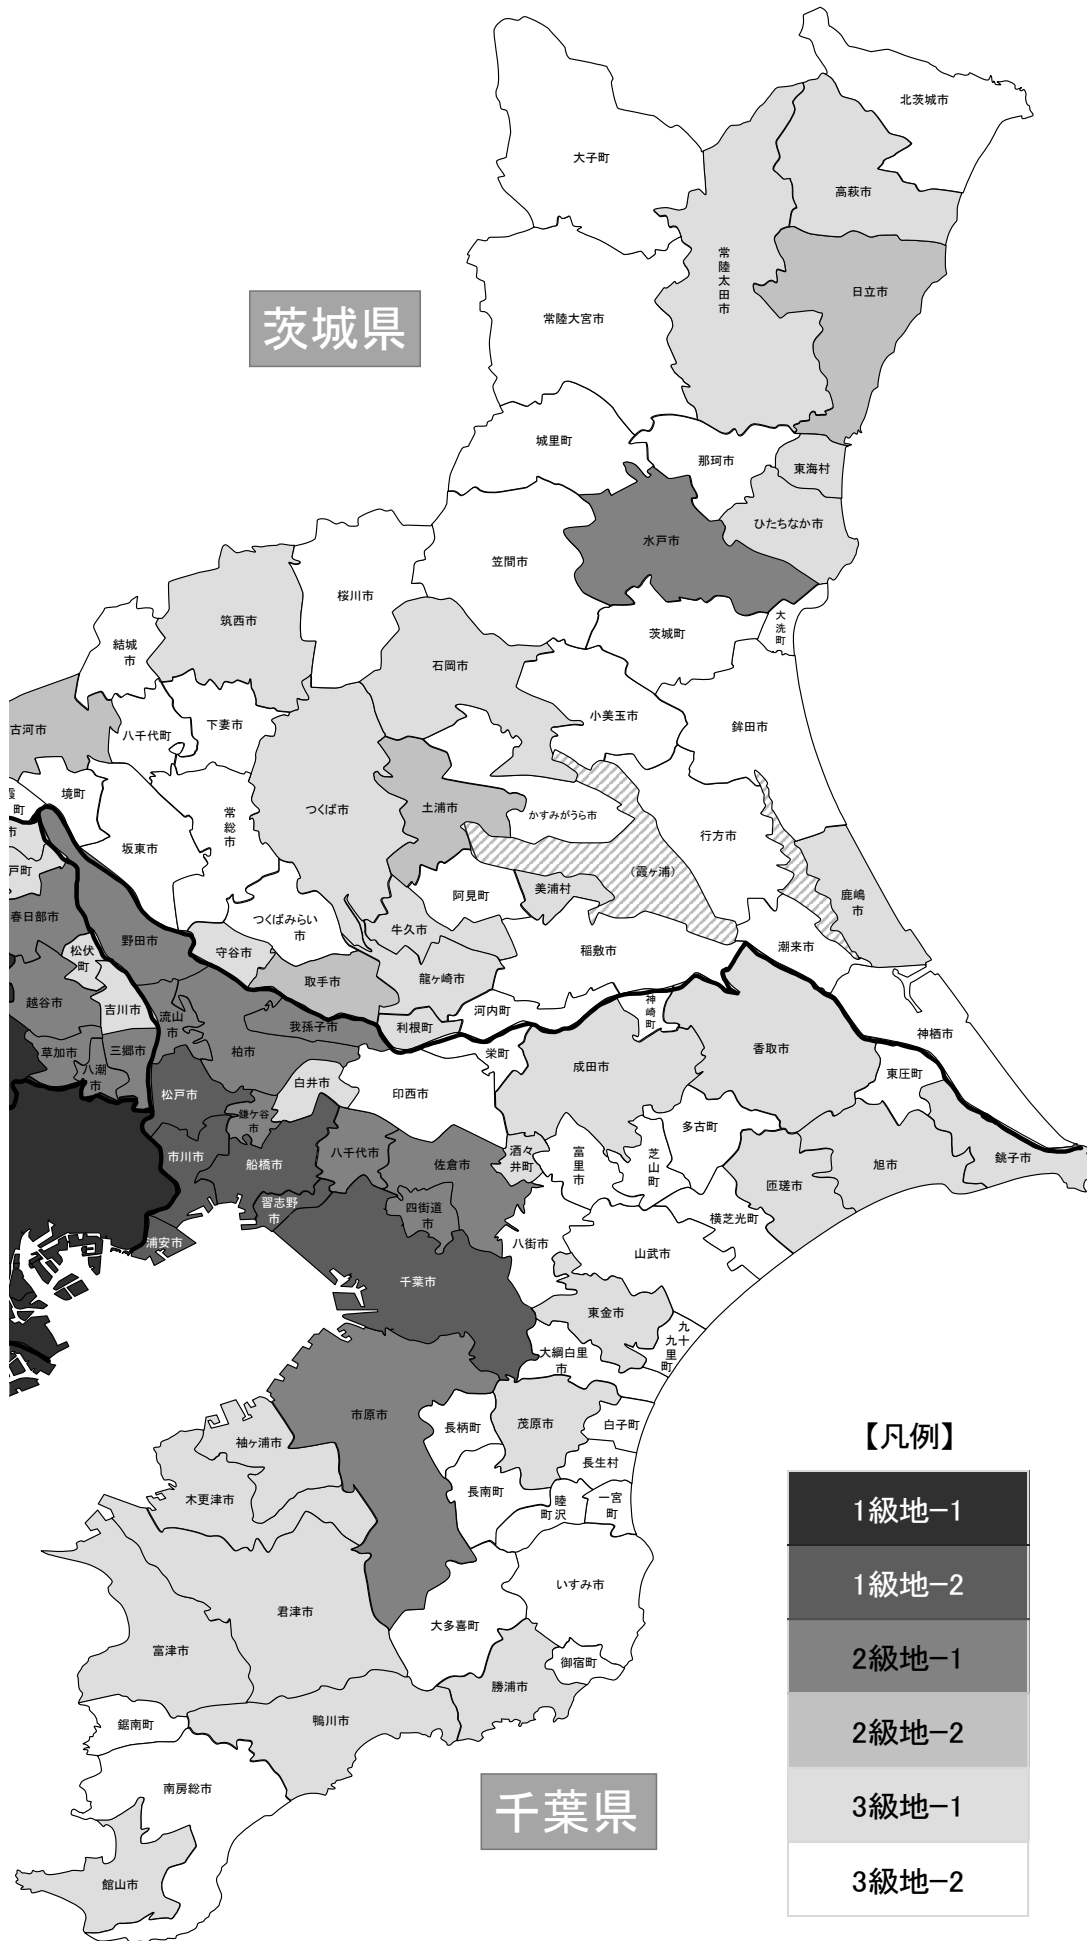 北茨城市
大子町
高萩市
常陸太田市
日立市
茨城県
常陸大宮市
城里町
那珂市
東海村
ひたちなか市
水戸市
笠間市
桜川市
筑西市
茨城町
大洗町
結城市
石岡市
小美玉市
鉾田市
古河市
八千代町
下妻市
境町
つくば市
土浦市
かすみがうら市
行方市
常総市
坂東市
町
市
戸町
(霞ヶ浦)
阿見町
美浦村
鹿嶋市
春日部市
野田市
つくばみらい市
牛久市
守谷市
稲敷市
潮来市
松伏町
取手市
龍ヶ崎市
越谷市
吉川市
流山市
我孫子市
利根町
河内町
神崎町
神栖市
草加市
三郷市
柏市
栄町
成田市
香取市
八潮市
松戸市
白井市
印西市
東庄町
鎌ケ谷市
多古町
市川市
船橋市
八千代市
佐倉市
酒々井町
富里市
芝山町
旭市
銚子市
匝瑳市
習志野市
四街道市
横芝光町
浦安市
八街市
山武市
千葉市
東金市
九十九里町
大網白里市
市原市
長柄町
茂原市
白子町
袖ケ浦市
長生村
木更津市
長南町
睦沢町
一宮町
いすみ市
君津市
大多喜町
富津市
御宿町
勝浦市
鋸南町
鴨川市
南房総市
千葉県
館山市
【凡例】
1級地−1
1級地−2
2級地−1
2級地−2
3級地−1
3級地−2